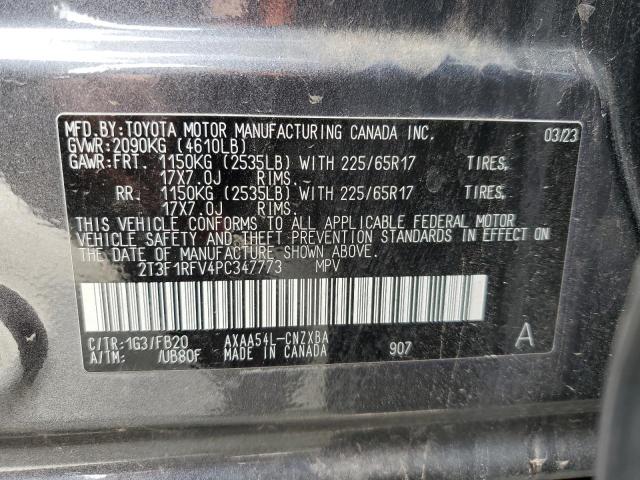 MFD.BY:TOYOTA MOTOR MANUFACTURING CANADA INC. 03/23
GVWR:2090KG (4610LB)
GAWR:FRT. 1150KG (2535LB) WITH 225/65R17 TIRES,
17X7.0J RIMS.
RR. 1150KG (2535LB) WITH 225/65R17 TIRES,
17X7.0J RIMS.
THIS VEHICLE CONFORMS TO ALL APPLICABLE FEDERAL MOTOR
VEHICLE SAFETY AND THEFT PREVENTION STANDARDS IN EFFECT ON
THE DATE OF MANUFACTURE SHOWN ABOVE.
2T3F1RFV4PC347773 MPV
C/TR:1G3/FB20 AXAA54L-CNZXBA A
A/TM: /UB80F MADE IN CANADA 907